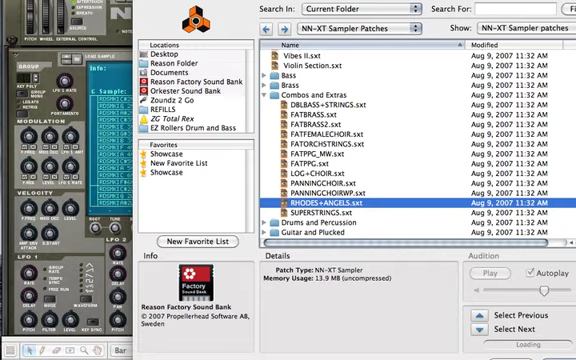 Search In: Current Folder Search For: Fi
NN-XT Sampler Patches Show: NN-XT Sampler patches
Locations
Desktop
Reason Folder
Documents
Reason Factory Sound Bank
Orkester Sound Bank
Zoundz 2 Go
REFILLS
ZG Total Rex
EZ Rollers Drum and Bass
Favorites
Showcase
New Favorite List
Showcase
New Favorite List
Name Modified
Vibes II.sxt Aug 9, 2007 11:32 AM
Violin Section.sxt Aug 9, 2007 11:32 AM
Bass Aug 9, 2007 11:32 AM
Brass Aug 9, 2007 11:32 AM
Combos and Extras Aug 9, 2007 11:32 AM
DBLBASS+STRINGS.sxt Aug 9, 2007 11:32 AM
FATBRASS.sxt Aug 9, 2007 11:32 AM
FATBRASS2.sxt Aug 9, 2007 11:32 AM
FATFEMALECHOIR.sxt Aug 9, 2007 11:32 AM
FATORCHSTRINGS.sxt Aug 9, 2007 11:32 AM
FATPPG_MW.sxt Aug 9, 2007 11:32 AM
FATPPG.sxt Aug 9, 2007 11:32 AM
LOG+CHOIR.sxt Aug 9, 2007 11:32 AM
PANNINGCHOIR.sxt Aug 9, 2007 11:32 AM
PANNINGCHOIRWP.sxt Aug 9, 2007 11:32 AM
RHODES+ANGELS.sxt Aug 9, 2007 11:32 AM
SUPERSTRINGS.sxt Aug 9, 2007 11:32 AM
Drums and Percussion Aug 9, 2007 11:32 AM
Guitar and Plucked Aug 9, 2007 11:32 AM
Info
Reason Factory Sound Bank
© 2007 Propellerhead Software AB,
Sweden
Details
Patch Type: NN-XT Sampler
Memory Usage: 13.9 MB (uncompressed)
Audition
Play Autoplay
Select Previous
Select Next
Loading
GROUP
LOAD SAMPLE
Info:
MODULATION
VELOCITY
LFO 1
LFO 2
Bar